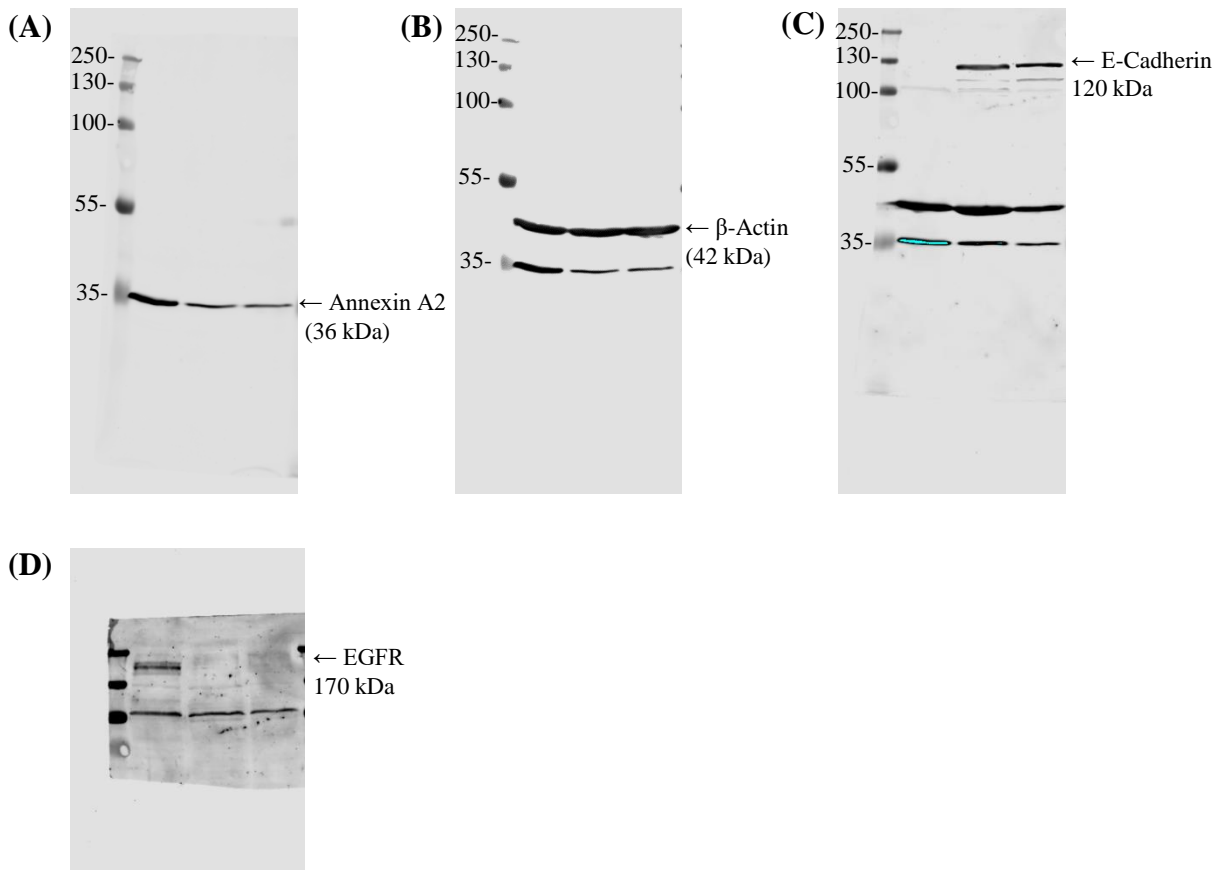 (A)
250-
130-
100-
55-
35-
← Annexin A2
(36 kDa)
(B)
250-
130-
100-
55-
35-
← β-Actin
(42 kDa)
(C)
250-
130-
100-
55-
35-
← E-Cadherin
120 kDa
(D)
← EGFR
170 kDa